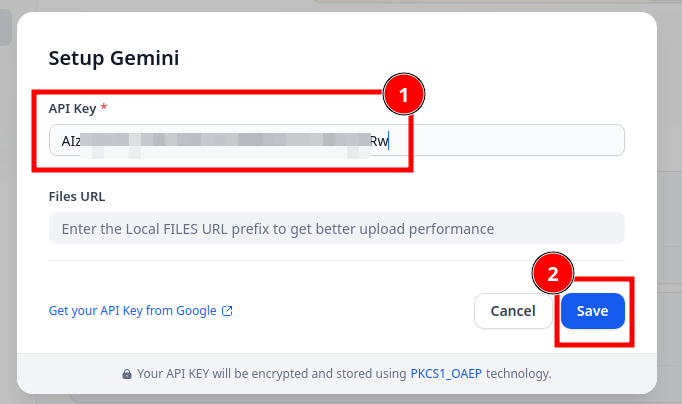 Setup Gemini
1
API Key *
AIz
Rw
Files URL
Enter the Local FILES URL prefix to get better upload performance
2
Get your API Key from Google
Cancel
Save
Your API KEY will be encrypted and stored using PKCS1_OAEP technology.